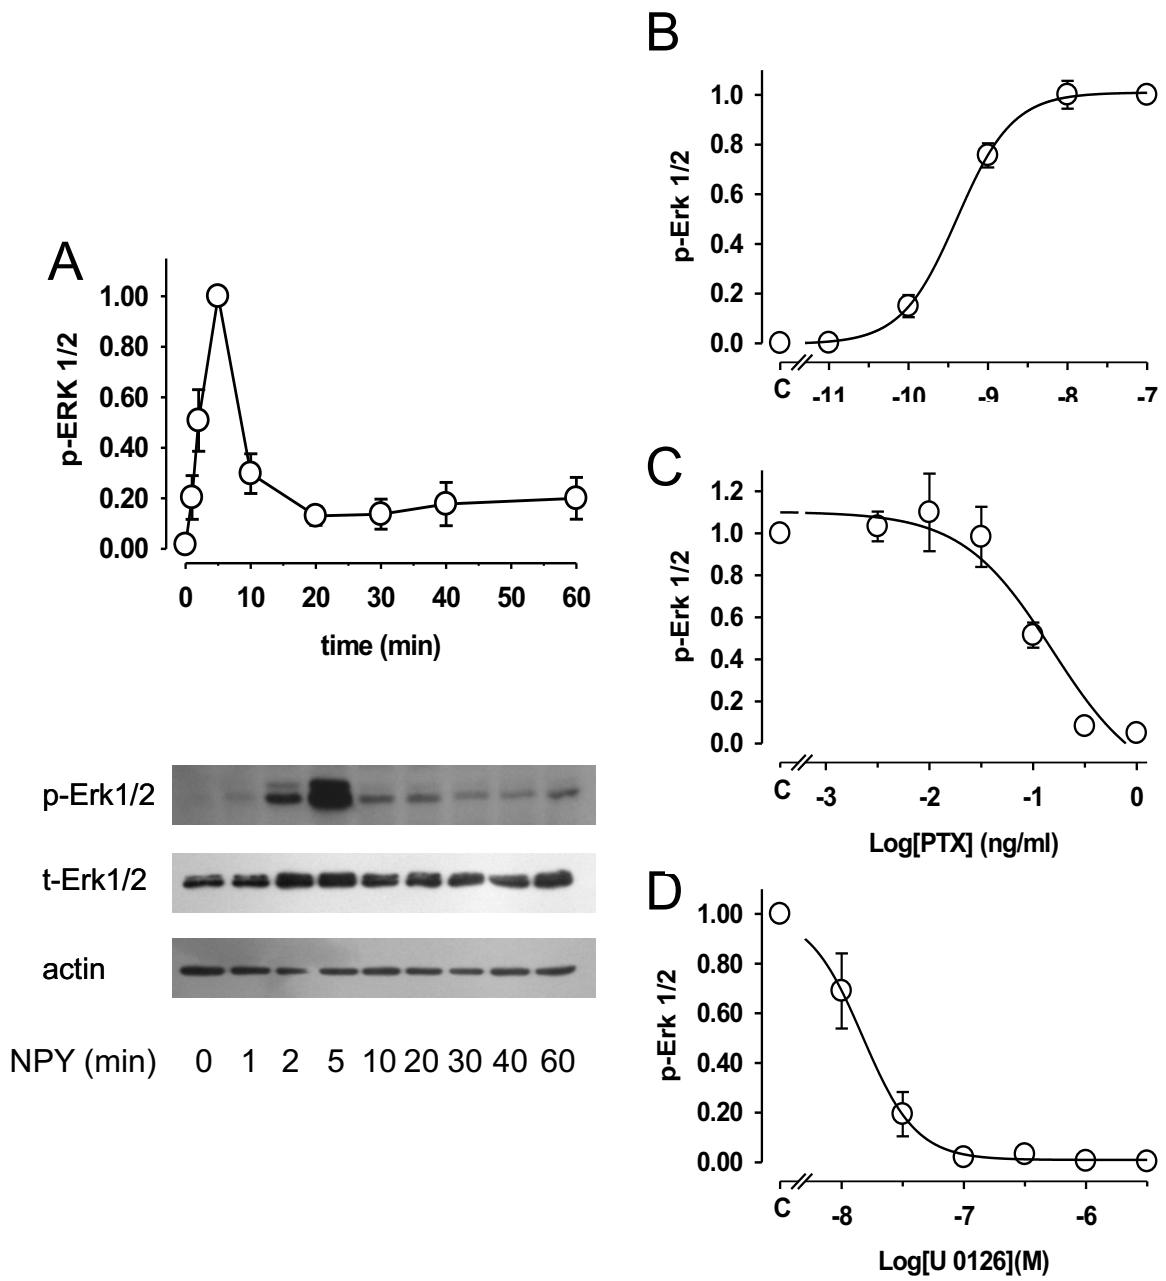 A
p-ERK 1/2
1.00
0.80
0.60
0.40
0.20
0.00
0 10 20 30 40 50 60
time (min)
p-Erk1/2
t-Erk1/2
actin
NPY (min) 0 1 2 5 10 20 30 40 60
B
p-Erk 1/2
1.0
0.8
0.6
0.4
0.2
0.0
C -11 -10 -9 -8 -7
C
p-Erk 1/2
1.2
1.0
0.8
0.6
0.4
0.2
0.0
C -3 -2 -1 0
Log[PTX] (ng/ml)
D
p-Erk 1/2
1.00
0.80
0.60
0.40
0.20
0.00
C -8 -7 -6
Log[U 0126](M)